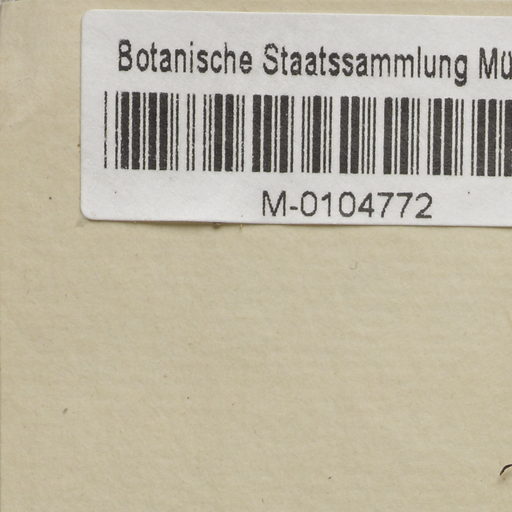 Botanische Staatssammlung Mü
M-0104772